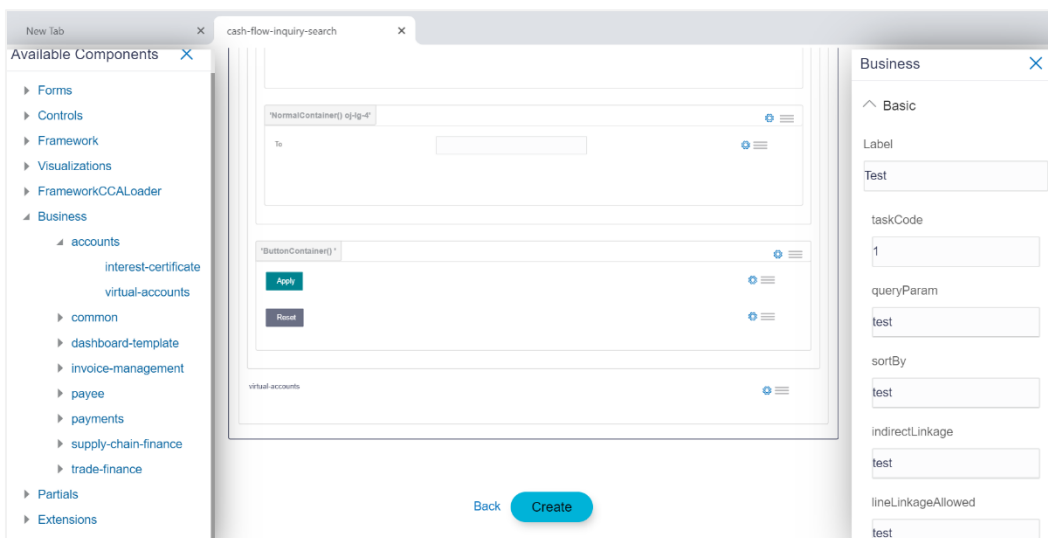 New Tab
cash-flow-inquiry-search
Available Components
Forms
Controls
Framework
Visualizations
FrameworkCCALoader
Business
accounts
interest-certificate
virtual-accounts
common
dashboard-template
invoice-management
payee
payments
supply-chain-finance
trade-finance
Partials
Extensions
'NormalContainer() oj-lg-4'
To
'ButtonContainer() '
Apply
Reset
virtual-accounts
Back
Create
Business
Basic
Label
Test
taskCode
1
queryParam
test
sortBy
test
indirectLinkage
test
lineLinkageAllowed
test